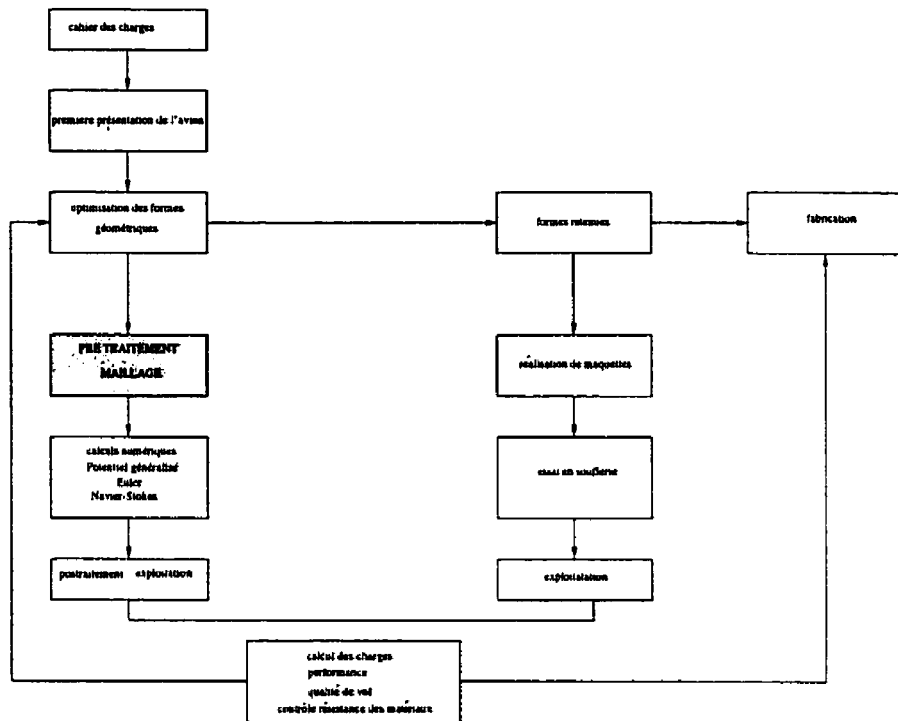 cahier des charges
premiere présentation de l'avion
optimisation des formes
géométriques
formes retenues
fabrication
PRE TRAITEMENT
MAILLAGE
réalisation de maquettes
calculs numériques
Potentiel généralisé
Euler
Navier-Stokes
essai en soufflerie
postraitement exploitation
exploitatation
calcul des charges
performance
qualité de vol
contrôle résistance des matériaux